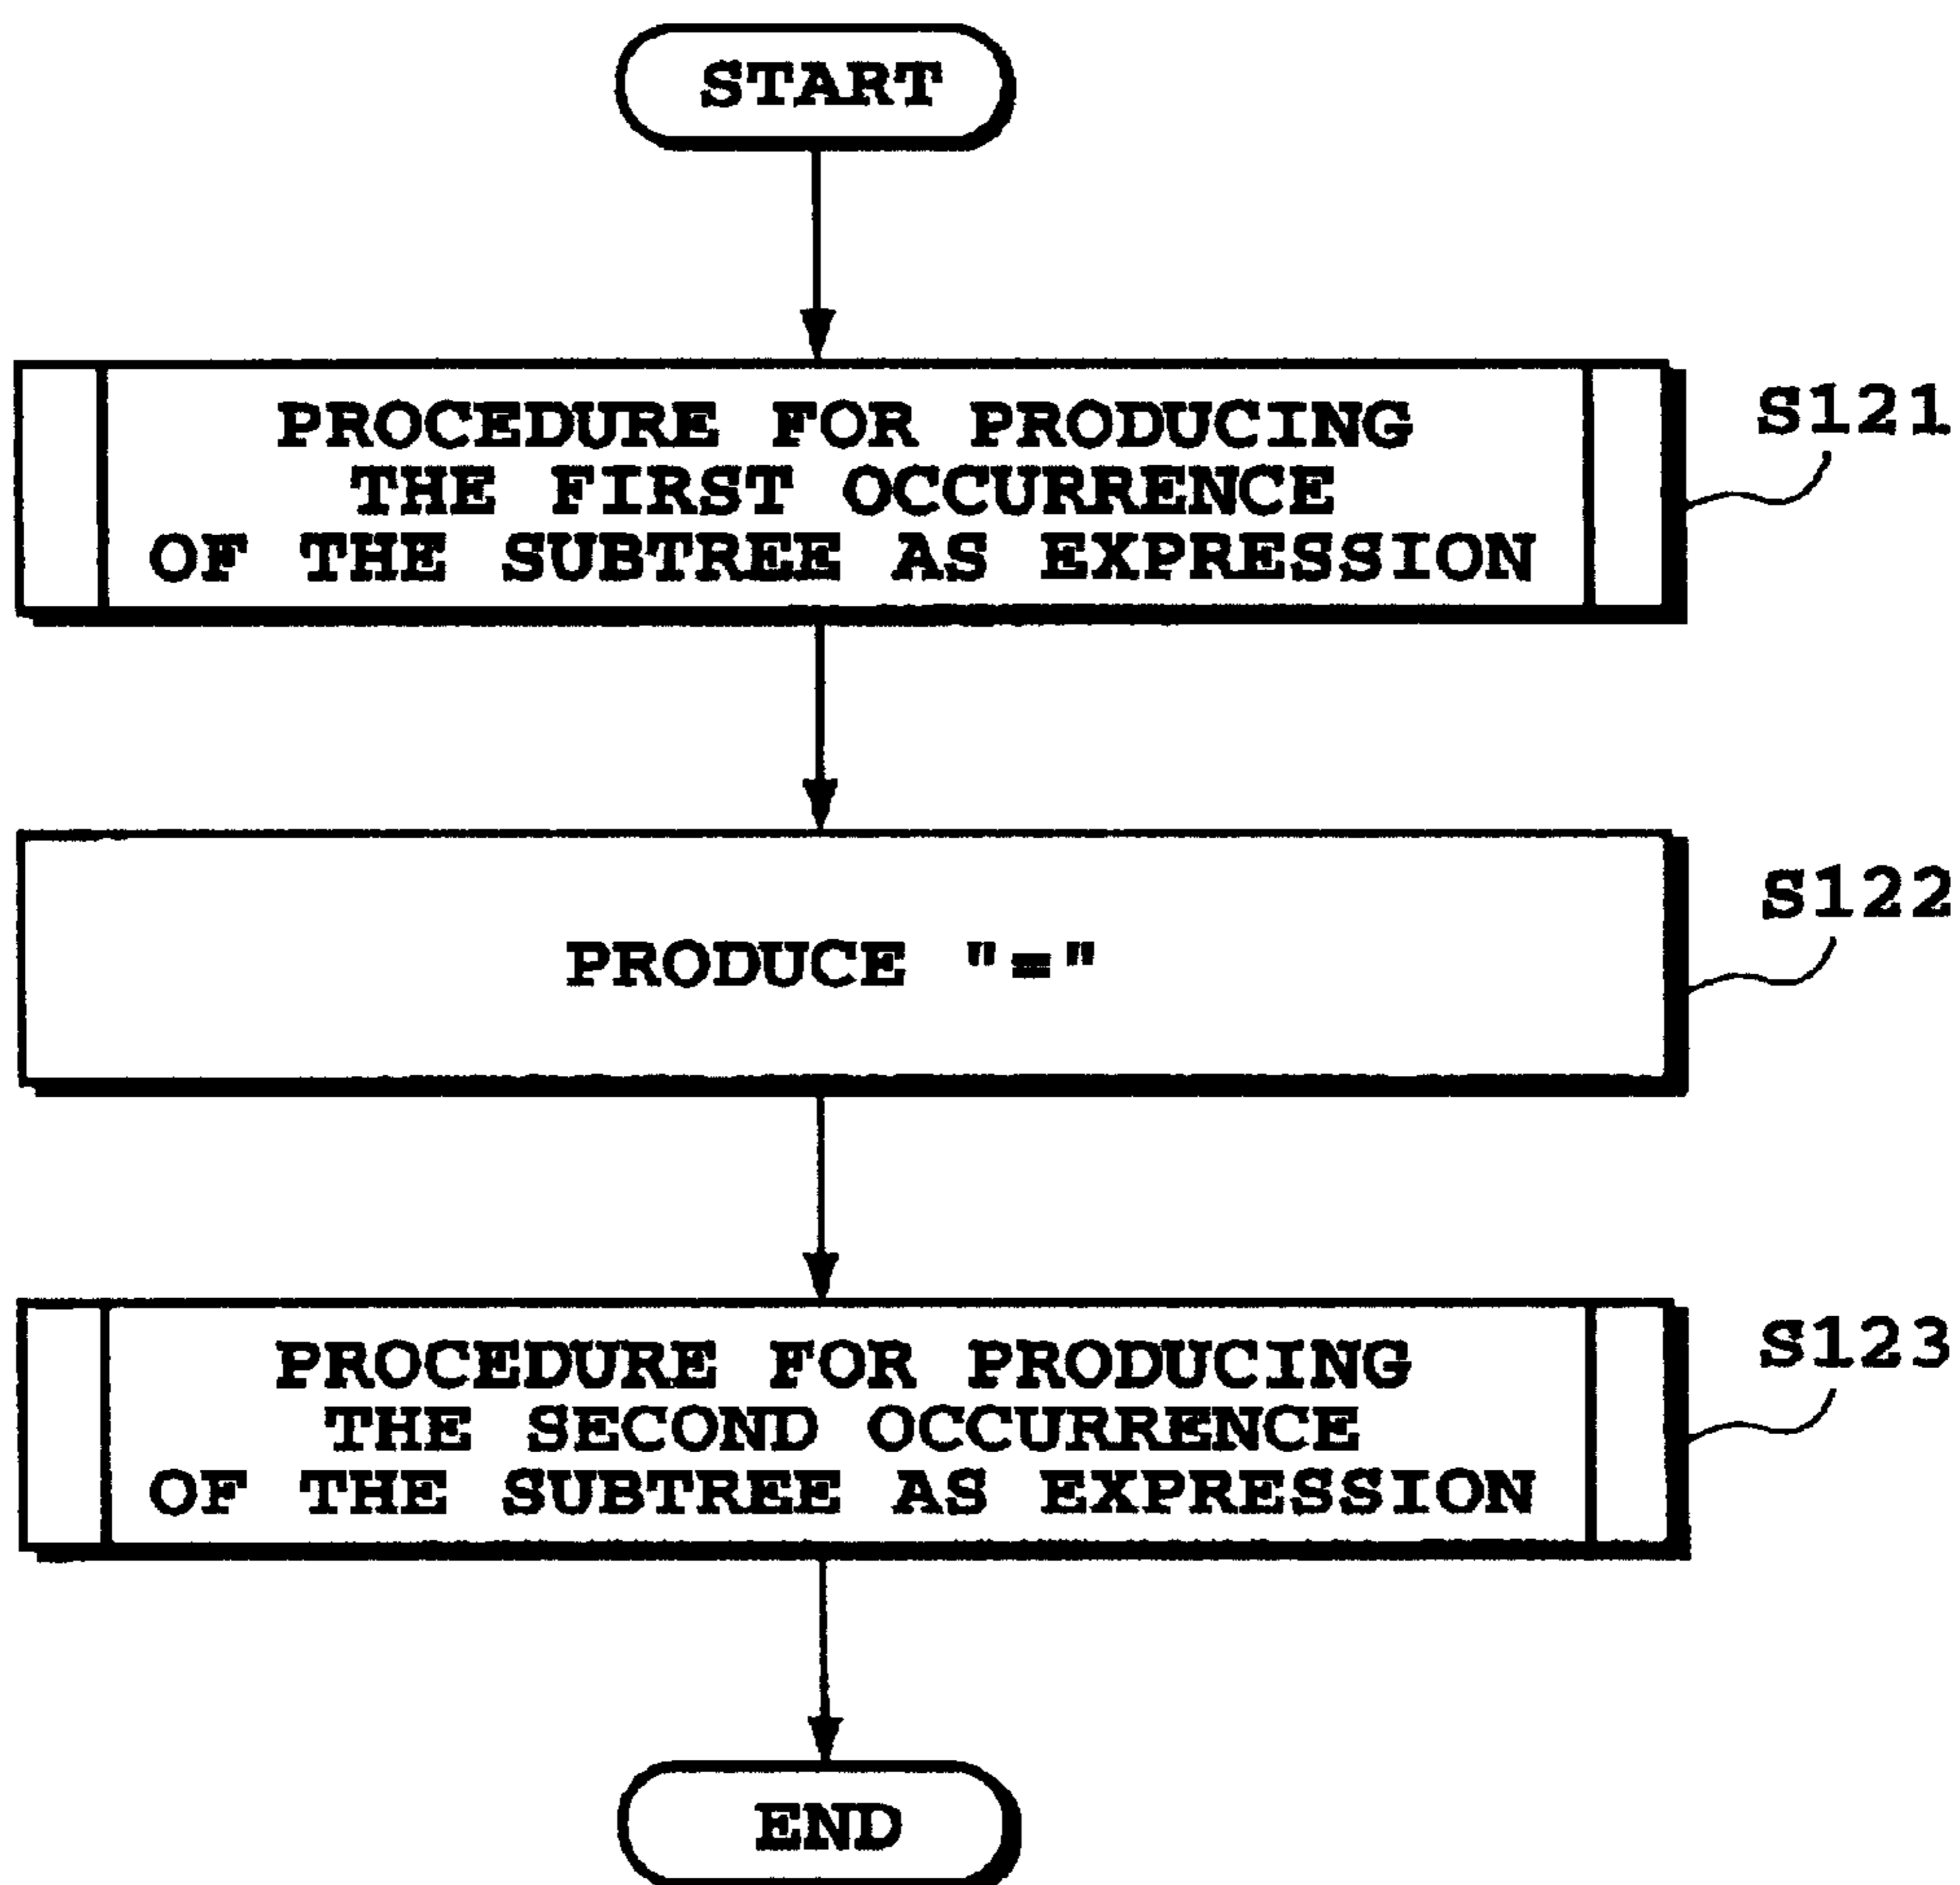 START
PROCEDURE FOR PRODUCING
THE FIRST OCCURRENCE
OF THE SUBTREE AS EXPRESSION
S121
PRODUCE "="
S122
PROCEDURE FOR PRODUCING
THE SECOND OCCURRENCE
OF THE SUBTREE AS EXPRESSION
S123
END